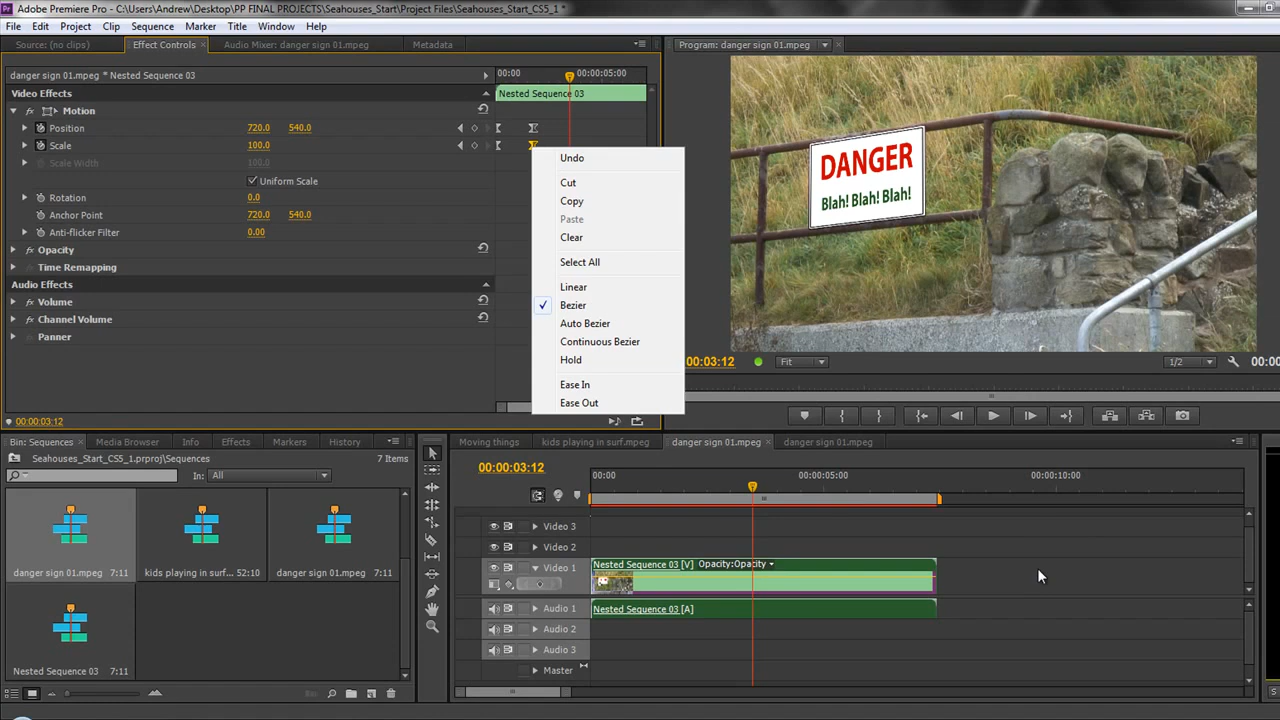 Adobe Premiere Pro - C:\Users\Andrew\Desktop\PP FINAL PROJECTS\Seahouses_Start\Project Files\Seahouses_Start_CS5_1 *
File Edit Project Clip Sequence Marker Title Window Help
Source: (no clips) Effect Controls Audio Mixer: danger sign 01.mpeg Metadata
danger sign 01.mpeg * Nested Sequence 03
00:00 00:00:05:00
Video Effects
Nested Sequence 03
fx Motion
Position 720.0 540.0
Scale 100.0
Scale Width 100.0
Uniform Scale
Rotation 0.0
Anchor Point 720.0 540.0
Anti-flicker Filter 0.00
fx Opacity
Time Remapping
Audio Effects
fx Volume
fx Channel Volume
Panner
00:00:03:12
Undo
Cut
Copy
Paste
Clear
Select All
Linear
Bezier
Auto Bezier
Continuous Bezier
Hold
Ease In
Ease Out
Program: danger sign 01.mpeg
DANGER
Blah! Blah! Blah!
00:00:03:12 Fit 1/2 00:00
Bin: Sequences Media Browser Info Effects Markers History
Seahouses_Start_CS5_1.prproj\Sequences 7 Items
In: All
danger sign 01.mpeg 7:11
kids playing in surf... 52:10
danger sign 01.mpeg 7:11
Nested Sequence 03 7:11
Moving things kids playing in surf.mpeg danger sign 01.mpeg danger sign 01.mpeg
00:00:03:12
00:00 00:00:05:00 00:00:10:00
Video 3
Video 2
Video 1
Nested Sequence 03 [V] Opacity:Opacity
Audio 1
Nested Sequence 03 [A]
Audio 2
Audio 3
Master
S